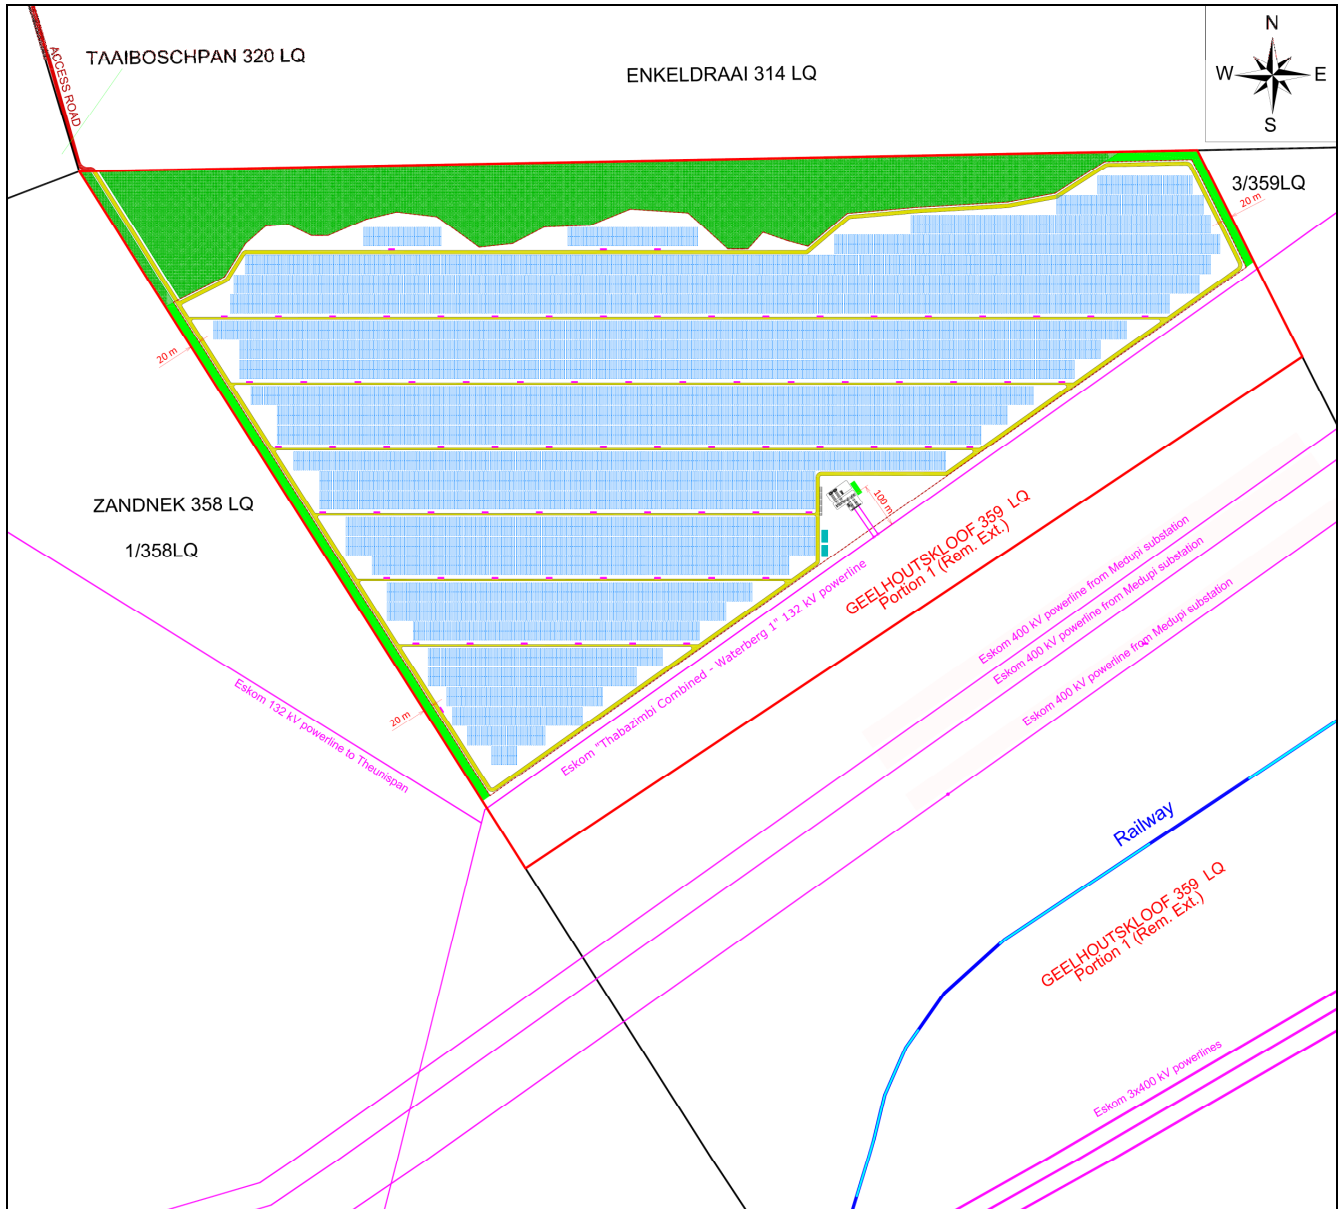 N
W E
S
ACCESS ROAD
TAAIBOSCHPAN 320 LQ
ENKELDRAAI 314 LQ
3/359LQ
20 m
20 m
ZANDNEK 358 LQ
1/358LQ
100 m
GEELHOUTSKLOOF 359 LQ
Portion 1 (Rem. Ext.)
Eskom 400 kV powerline from Medupi substation
Eskom 400 kV powerline from Medupi substation
Eskom 400 kV powerline from Medupi substation
Eskom "Thabazimbi Combined - Waterberg 1" 132 kV powerline
Eskom 132 kV powerline to Theunispan
20 m
Railway
GEELHOUTSKLOOF 359 LQ
Portion 1 (Rem. Ext.)
Eskom 3x400 kV powerlines